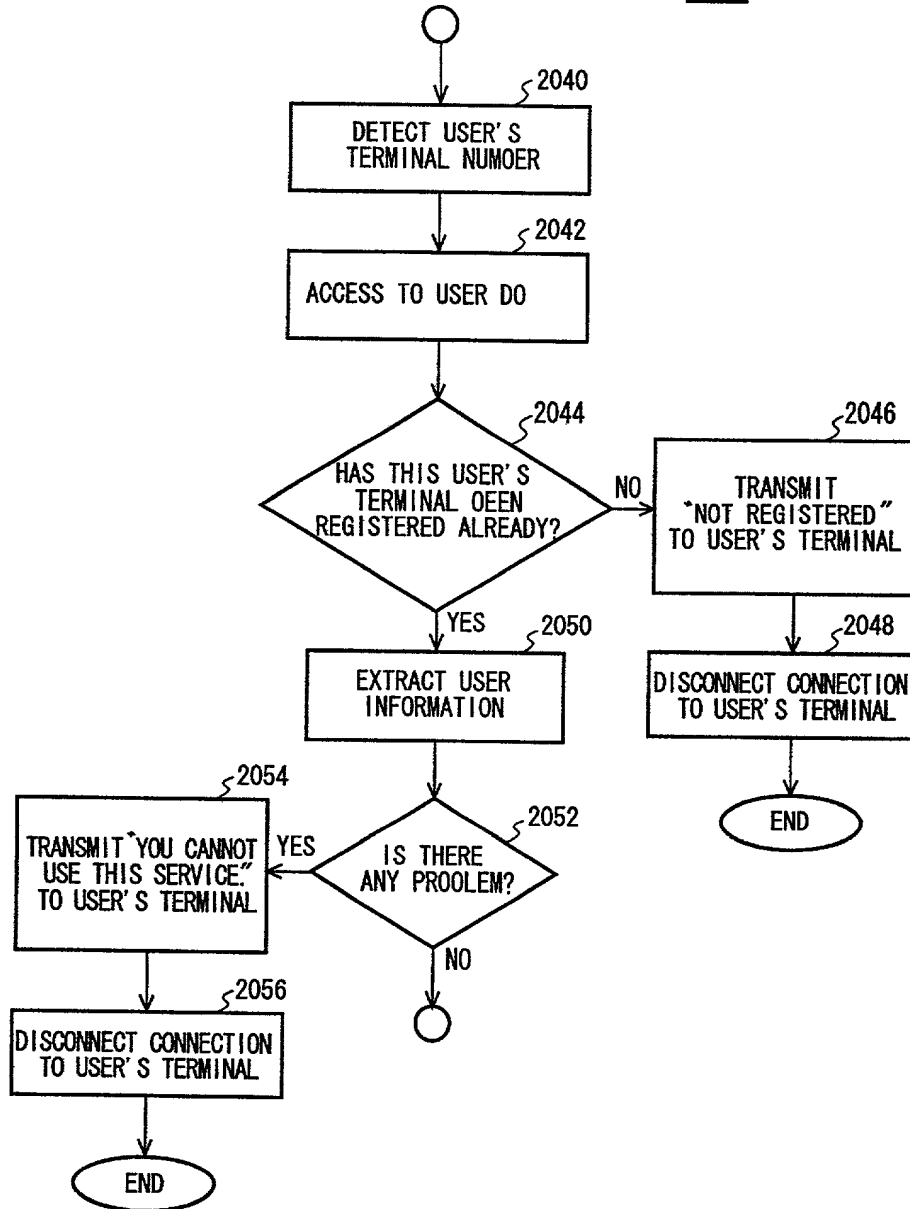 2040
DETECT USER'S
TERMINAL NUMOER
2042
ACCESS TO USER DO
2044
HAS THIS USER'S
TERMINAL OEEN
REGISTERED ALREADY?
NO
2046
TRANSMIT
"NOT REGISTERED"
TO USER'S TERMINAL
YES
2048
DISCONNECT CONNECTION
TO USER'S TERMINAL
END
2050
EXTRACT USER
INFORMATION
2052
IS THERE
ANY PROOLEM?
YES
2054
TRANSMIT "YOU CANNOT
USE THIS SERVICE."
TO USER'S TERMINAL
NO
2056
DISCONNECT CONNECTION
TO USER'S TERMINAL
END